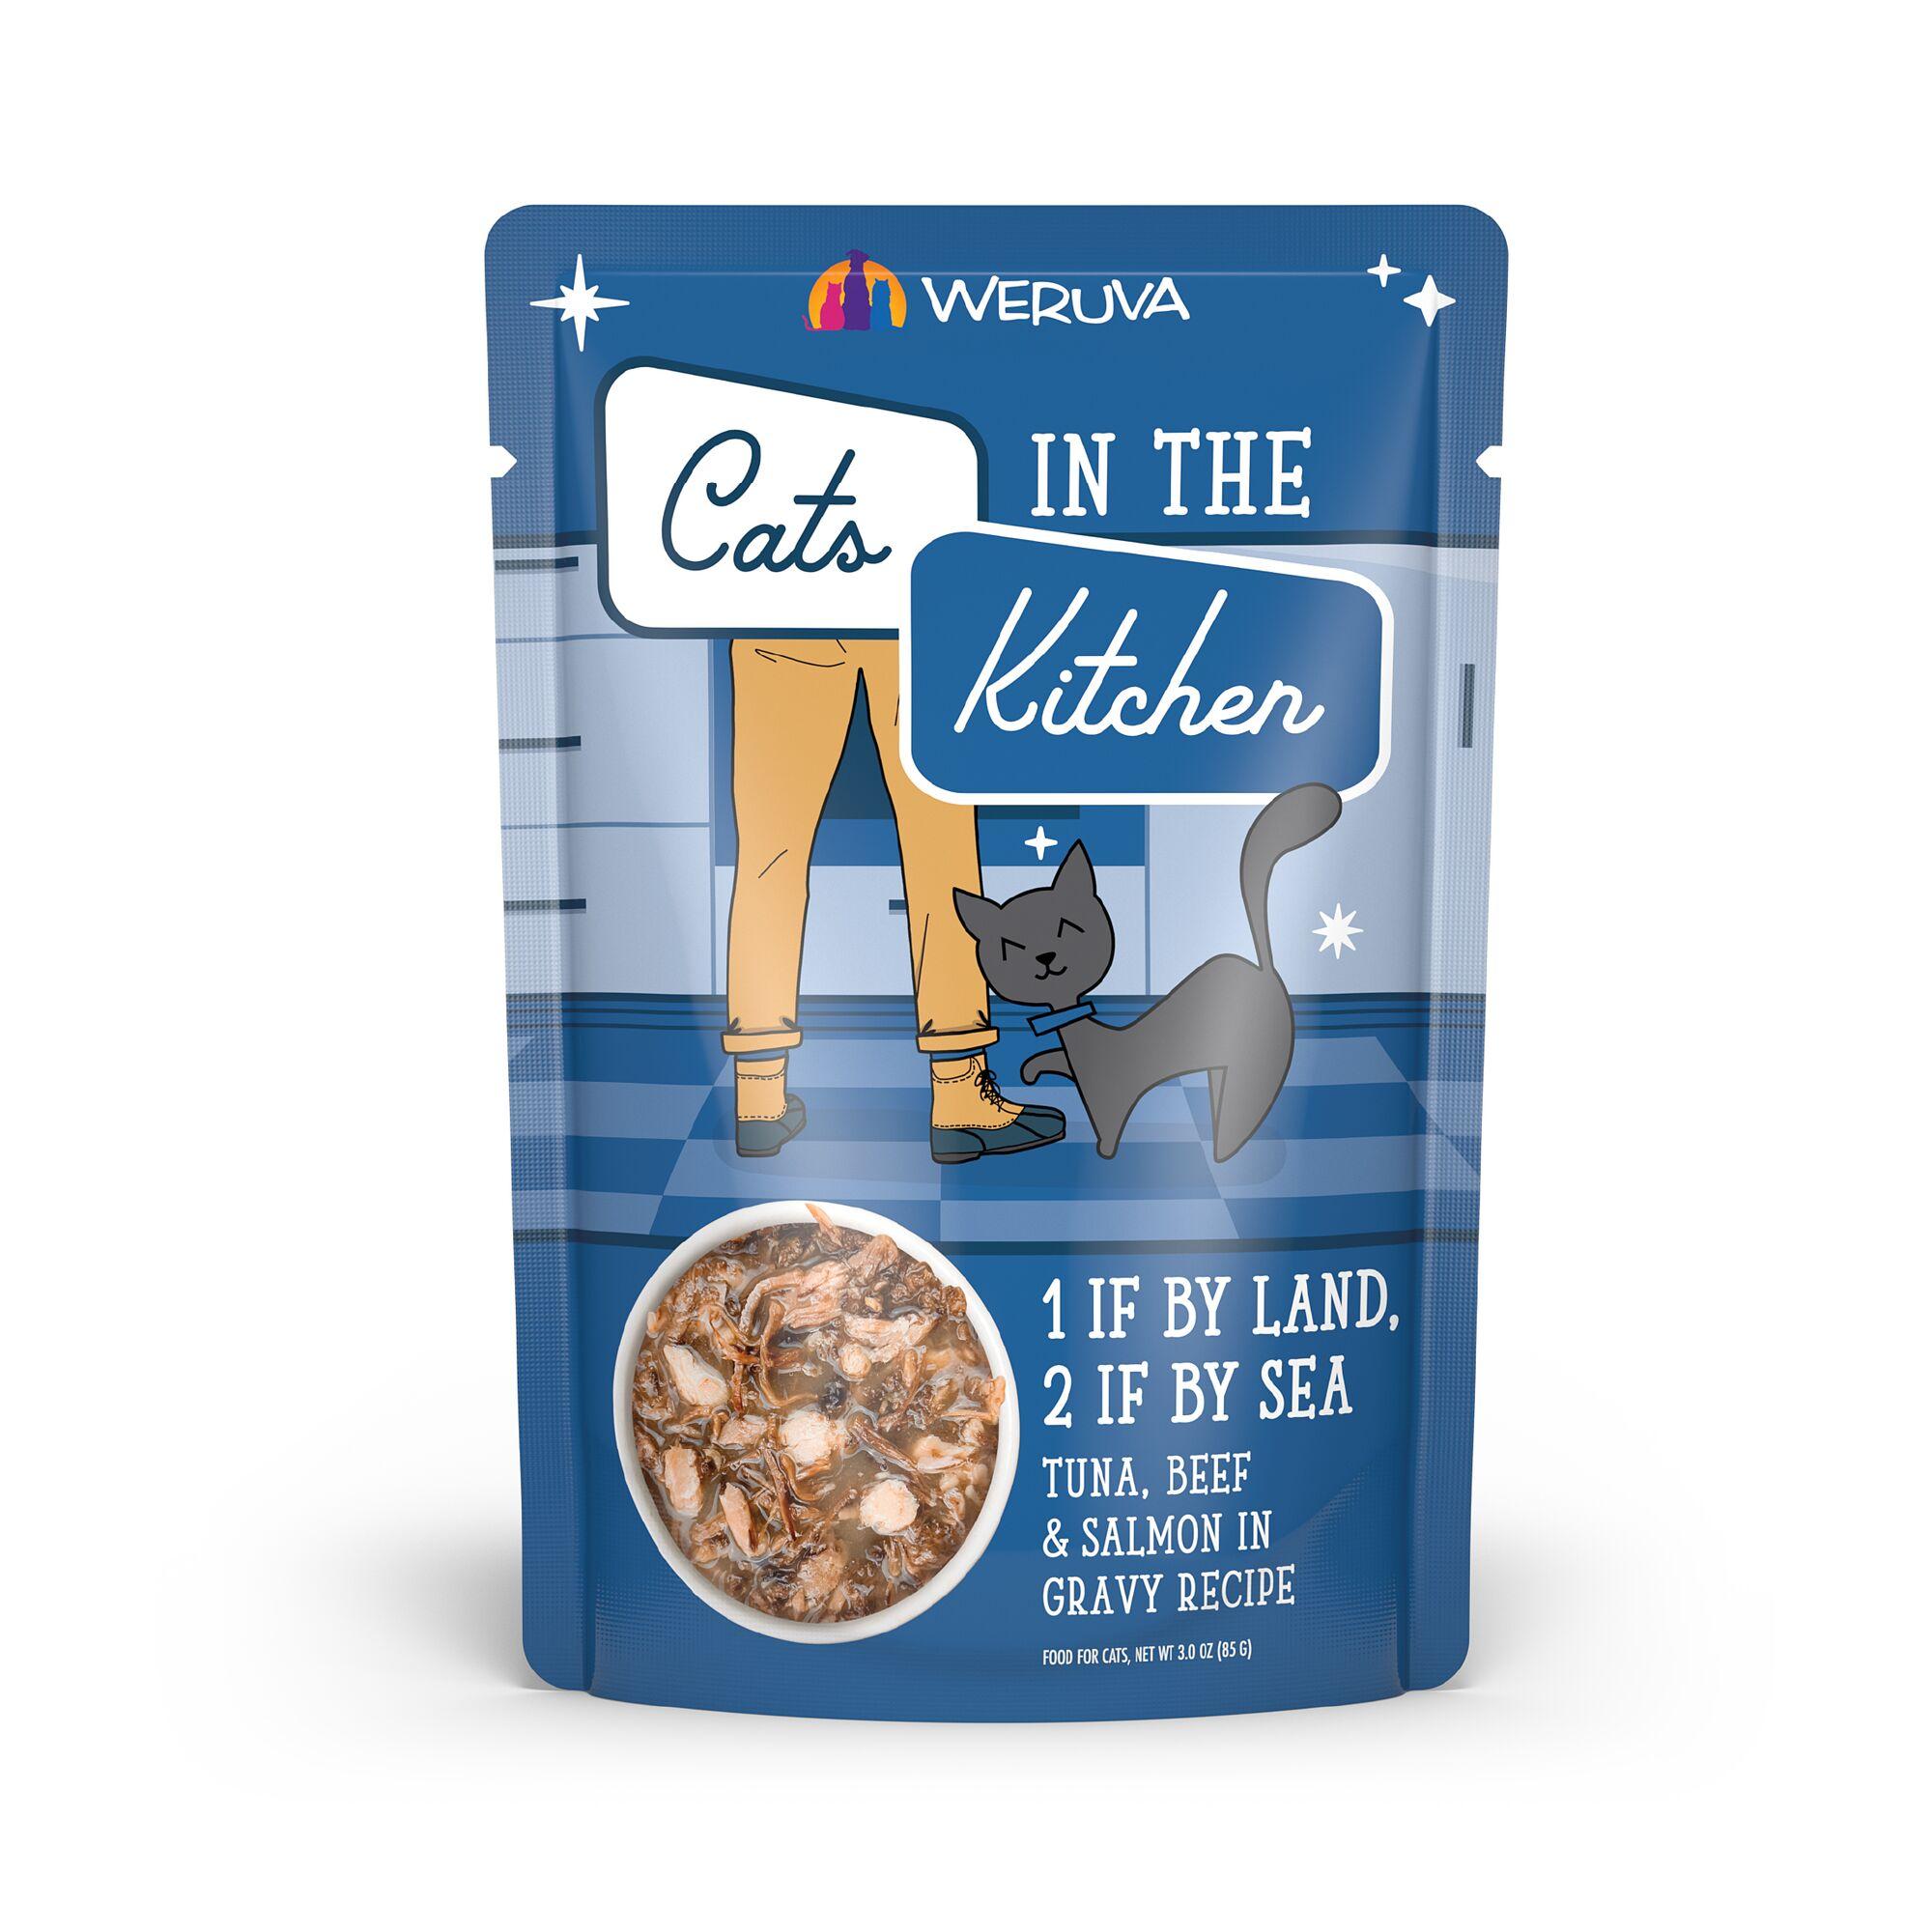 WERUVA
Cats IN THE
Kitchen
1 IF BY LAND,
2 IF BY SEA
TUNA, BEEF
& SALMON IN
GRAVY RECIPE
FOOD FOR CATS, NET WT 3.0 OZ (85 G)